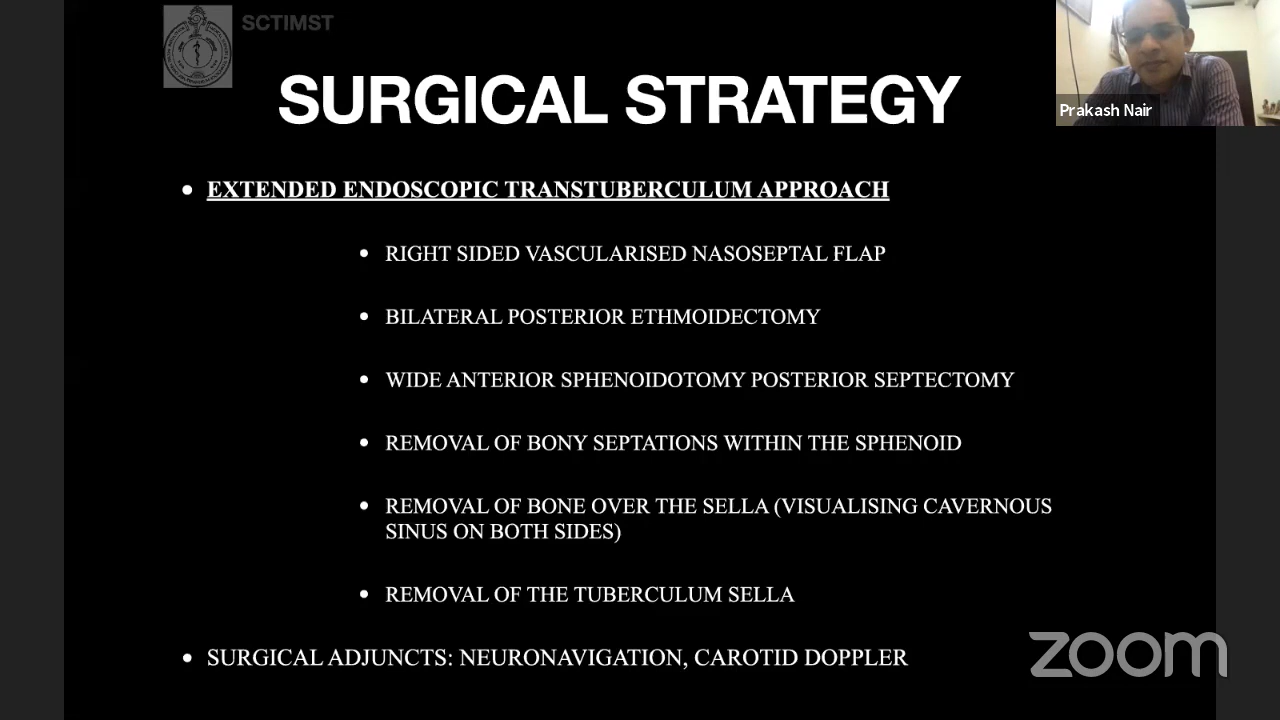 SCTIMST
SURGICAL STRATEGY
Prakash Nair
• EXTENDED ENDOSCOPIC TRANSTUBERCULUM APPROACH
• RIGHT SIDED VASCULARISED NASOSEPTAL FLAP
• BILATERAL POSTERIOR ETHMOIDECTOMY
• WIDE ANTERIOR SPHENOIDOTOMY POSTERIOR SEPTECTOMY
• REMOVAL OF BONY SEPTATIONS WITHIN THE SPHENOID
• REMOVAL OF BONE OVER THE SELLA (VISUALISING CAVERNOUS
SINUS ON BOTH SIDES)
• REMOVAL OF THE TUBERCULUM SELLA
• SURGICAL ADJUNCTS: NEURONAVIGATION, CAROTID DOPPLER
zoom